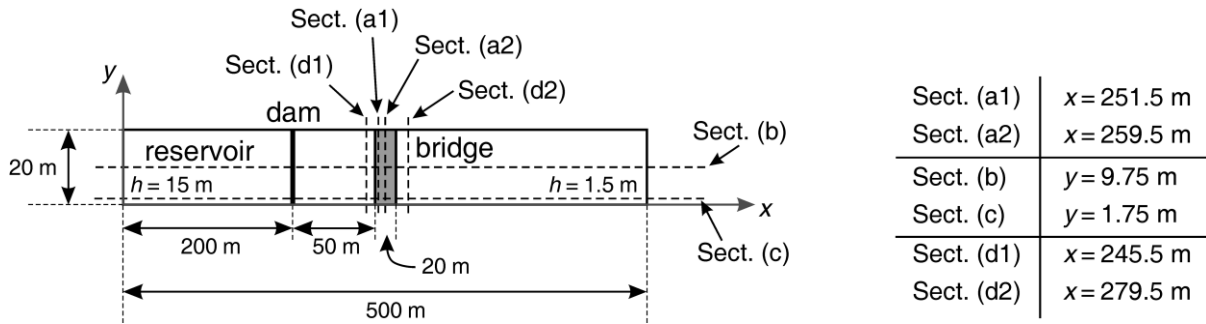 Sect. (a1)
Sect. (a2)
Sect. (d1)
Sect. (d2)
y
dam
Sect. (b)
reservoir
bridge
20 m
h = 15 m
h = 1.5 m
x
200 m
50 m
Sect. (c)
20 m
500 m
Sect. (a1) x = 251.5 m
Sect. (a2) x = 259.5 m
Sect. (b) y = 9.75 m
Sect. (c) y = 1.75 m
Sect. (d1) x = 245.5 m
Sect. (d2) x = 279.5 m